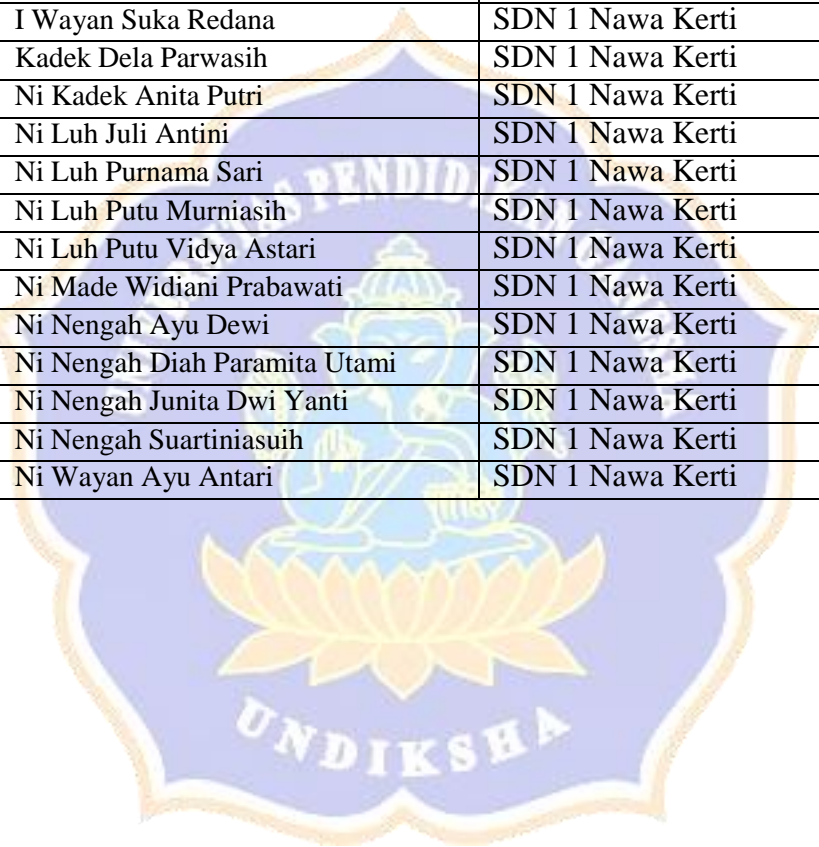 I Wayan Suka Redana SDN 1 Nawa Kerti
Kadek Dela Parwasih SDN 1 Nawa Kerti
Ni Kadek Anita Putri SDN 1 Nawa Kerti
Ni Luh Juli Antini SDN 1 Nawa Kerti
Ni Luh Purnama Sari SDN 1 Nawa Kerti
Ni Luh Putu Murniasih SDN 1 Nawa Kerti
Ni Luh Putu Vidya Astari SDN 1 Nawa Kerti
Ni Made Widiani Prabawati SDN 1 Nawa Kerti
Ni Nengah Ayu Dewi SDN 1 Nawa Kerti
Ni Nengah Diah Paramita Utami SDN 1 Nawa Kerti
Ni Nengah Junita Dwi Yanti SDN 1 Nawa Kerti
Ni Nengah Suartiniasuih SDN 1 Nawa Kerti
Ni Wayan Ayu Antari SDN 1 Nawa Kerti
UNIVERSITAS PENDIDIKAN GANESHA
UNDIKSHA